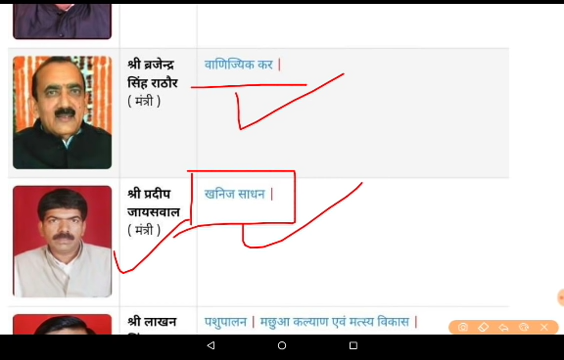 श्री ब्रजेन्द्र
सिंह राठौर
( मंत्री )
वाणिज्यिक कर |
श्री प्रदीप
जायसवाल
( मंत्री )
खनिज साधन |
श्री लाखन
पशुपालन | मछुआ कल्याण एवं मत्स्य विकास |